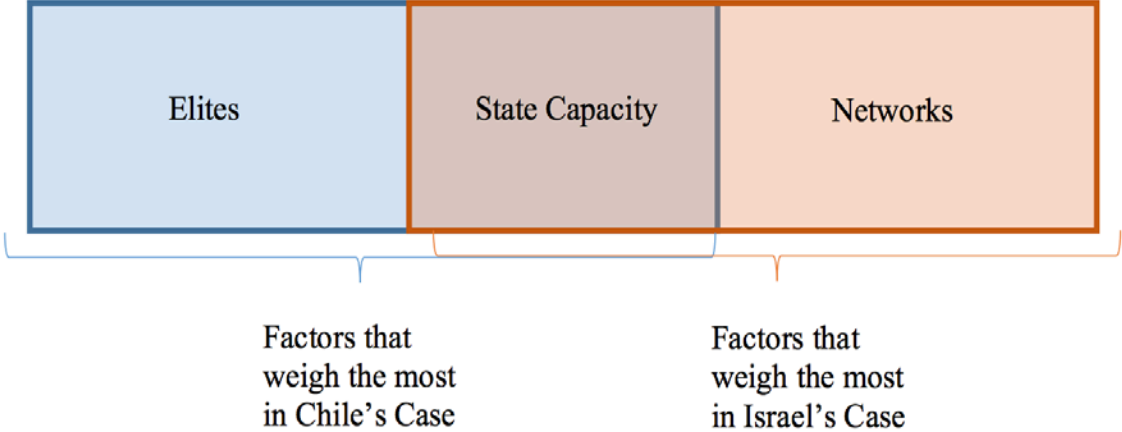 Elites
State Capacity
Networks
Factors that
weigh the most
in Chile's Case
Factors that
weigh the most
in Israel's Case